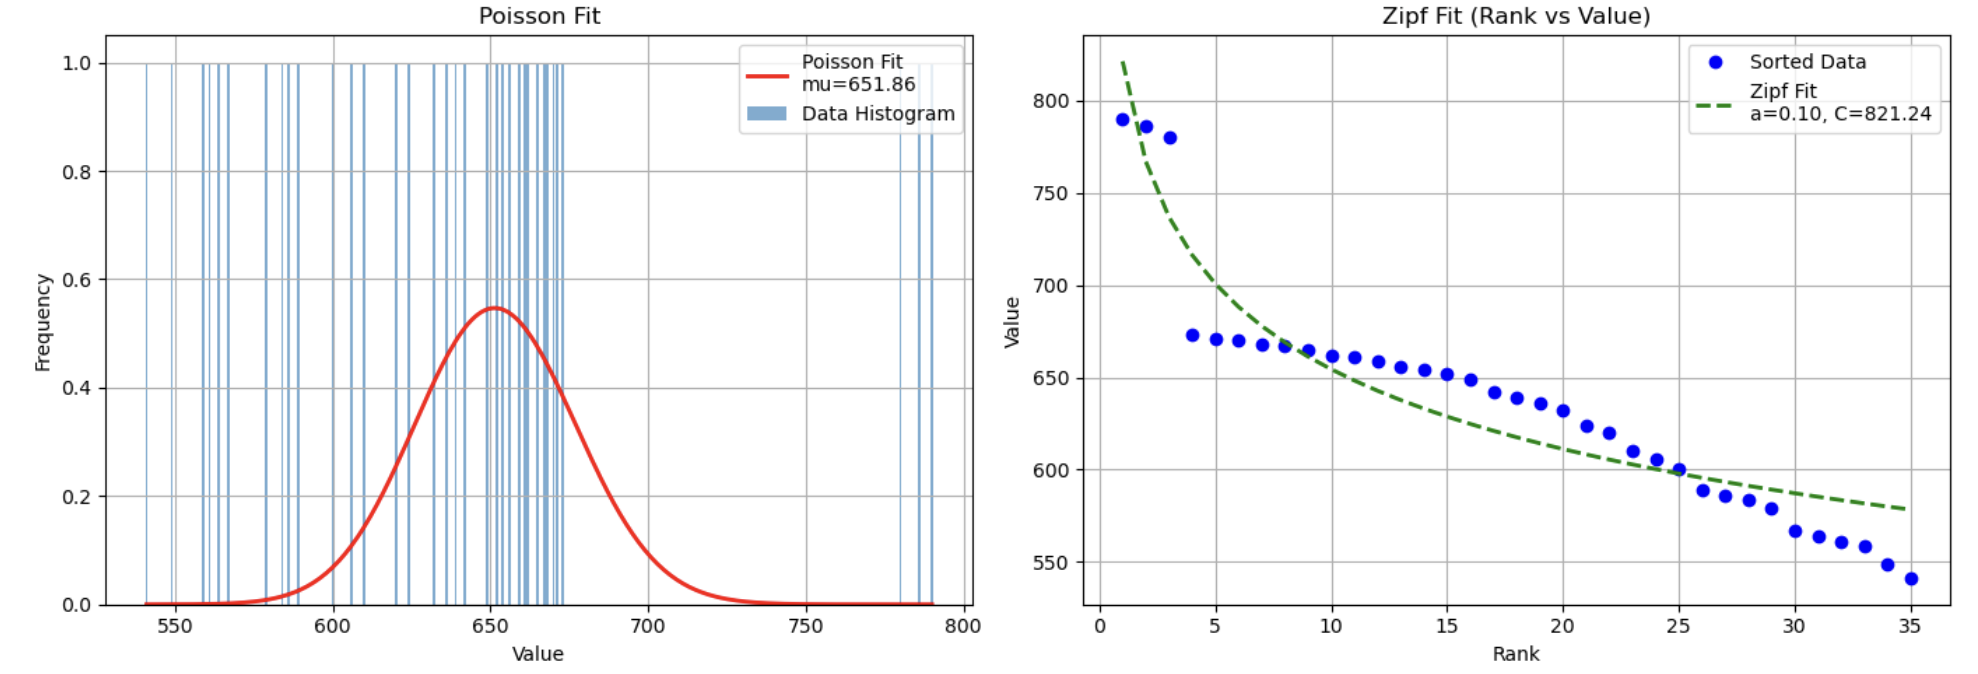 Poisson Fit
1.0
0.8
0.6
0.4
0.2
0.0
Frequency
550
600
650
700
750
800
Value
Poisson Fit
mu=651.86
Data Histogram
Zipf Fit (Rank vs Value)
800
750
700
650
600
550
Value
0
5
10
15
20
25
30
35
Rank
Sorted Data
Zipf Fit
a=0.10, C=821.24